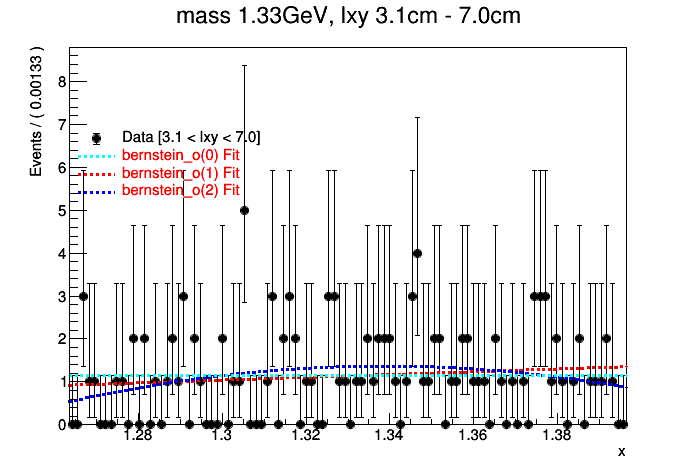 mass 1.33GeV, lxy 3.1cm - 7.0cm
Events / ( 0.00133 )
8
7
6
5
4
3
2
1
0
Data [3.1 < lxy < 7.0]
bernstein_o(0) Fit
bernstein_o(1) Fit
bernstein_o(2) Fit
1.28
1.3
1.32
1.34
1.36
1.38
x